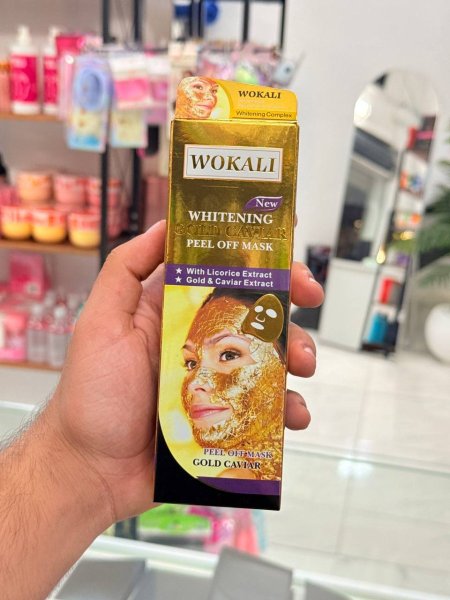 WOKALI
Whitening Complex
WOKALI
New
WHITENING
GOLD CAVIAR
PEEL OFF MASK
★ With Licorice Extract
★ Gold & Caviar Extract
PEEL OFF MASK
GOLD CAVIAR